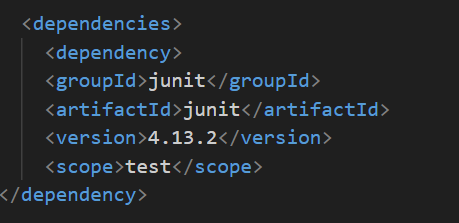 <dependencies>
<dependency>
<groupId>junit</groupId>
<artifactId>junit</artifactId>
<version>4.13.2</version>
<scope>test</scope>
</dependency>